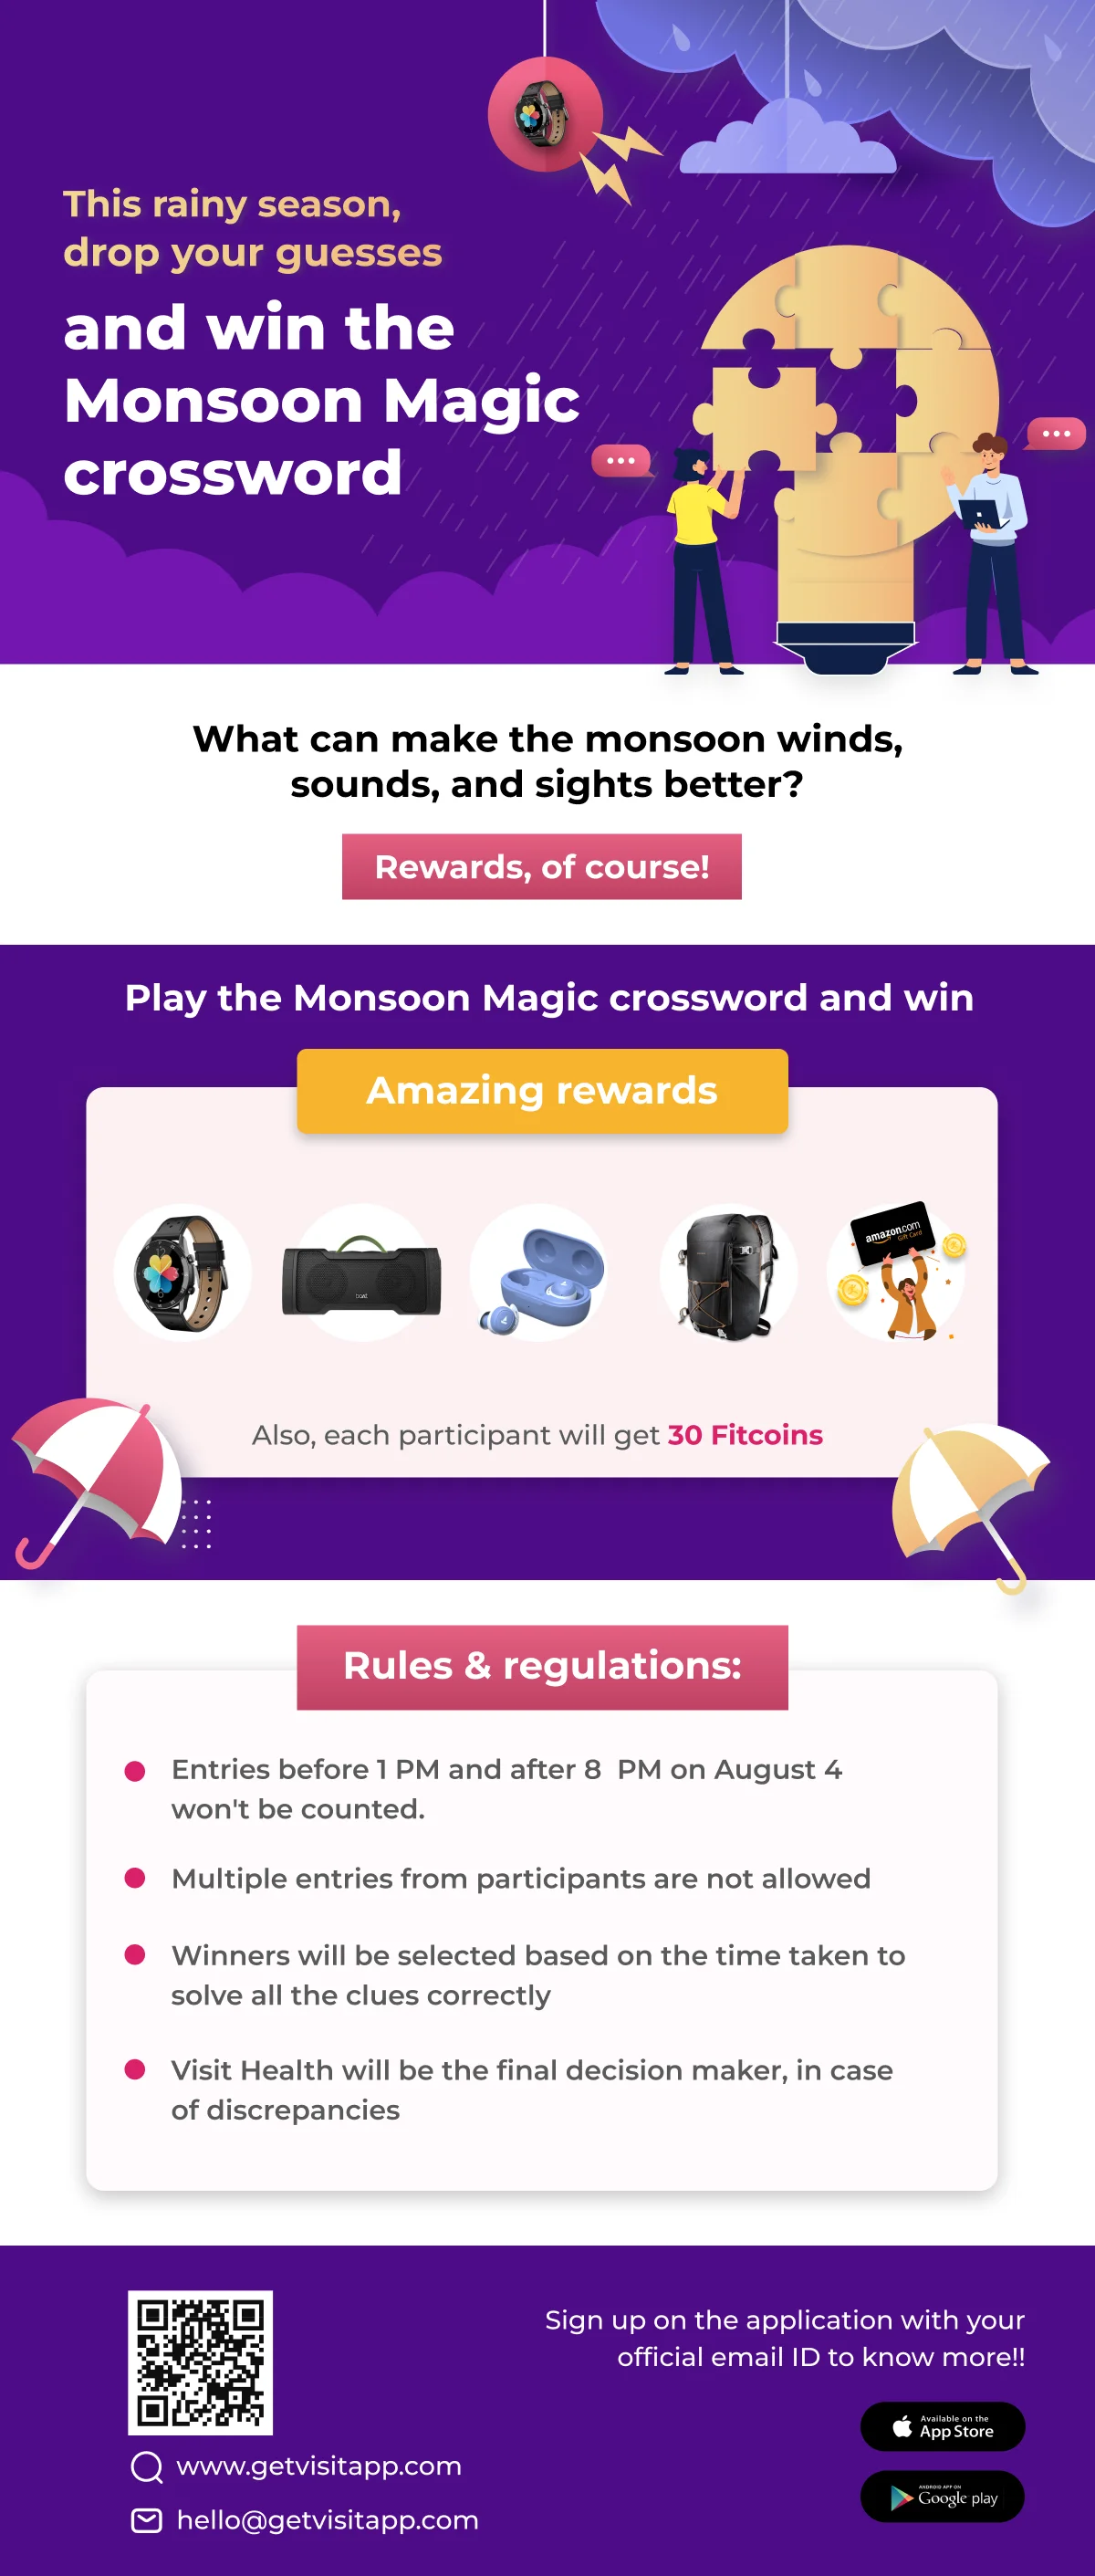 This rainy season,
drop your guesses
and win the
Monsoon Magic
crossword
What can make the monsoon winds,
sounds, and sights better?
Rewards, of course!
Play the Monsoon Magic crossword and win
Amazing rewards
boat
amazon.com
Gift Card
Also, each participant will get 30 Fitcoins
Rules & regulations:
Entries before 1 PM and after 8 PM on August 4
won't be counted.
Multiple entries from participants are not allowed
Winners will be selected based on the time taken to
solve all the clues correctly
Visit Health will be the final decision maker, in case
of discrepancies
Sign up on the application with your
official email ID to know more!!
Available on the
App Store
ANDROID APP ON
Google play
www.getvisitapp.com
hello@getvisitapp.com